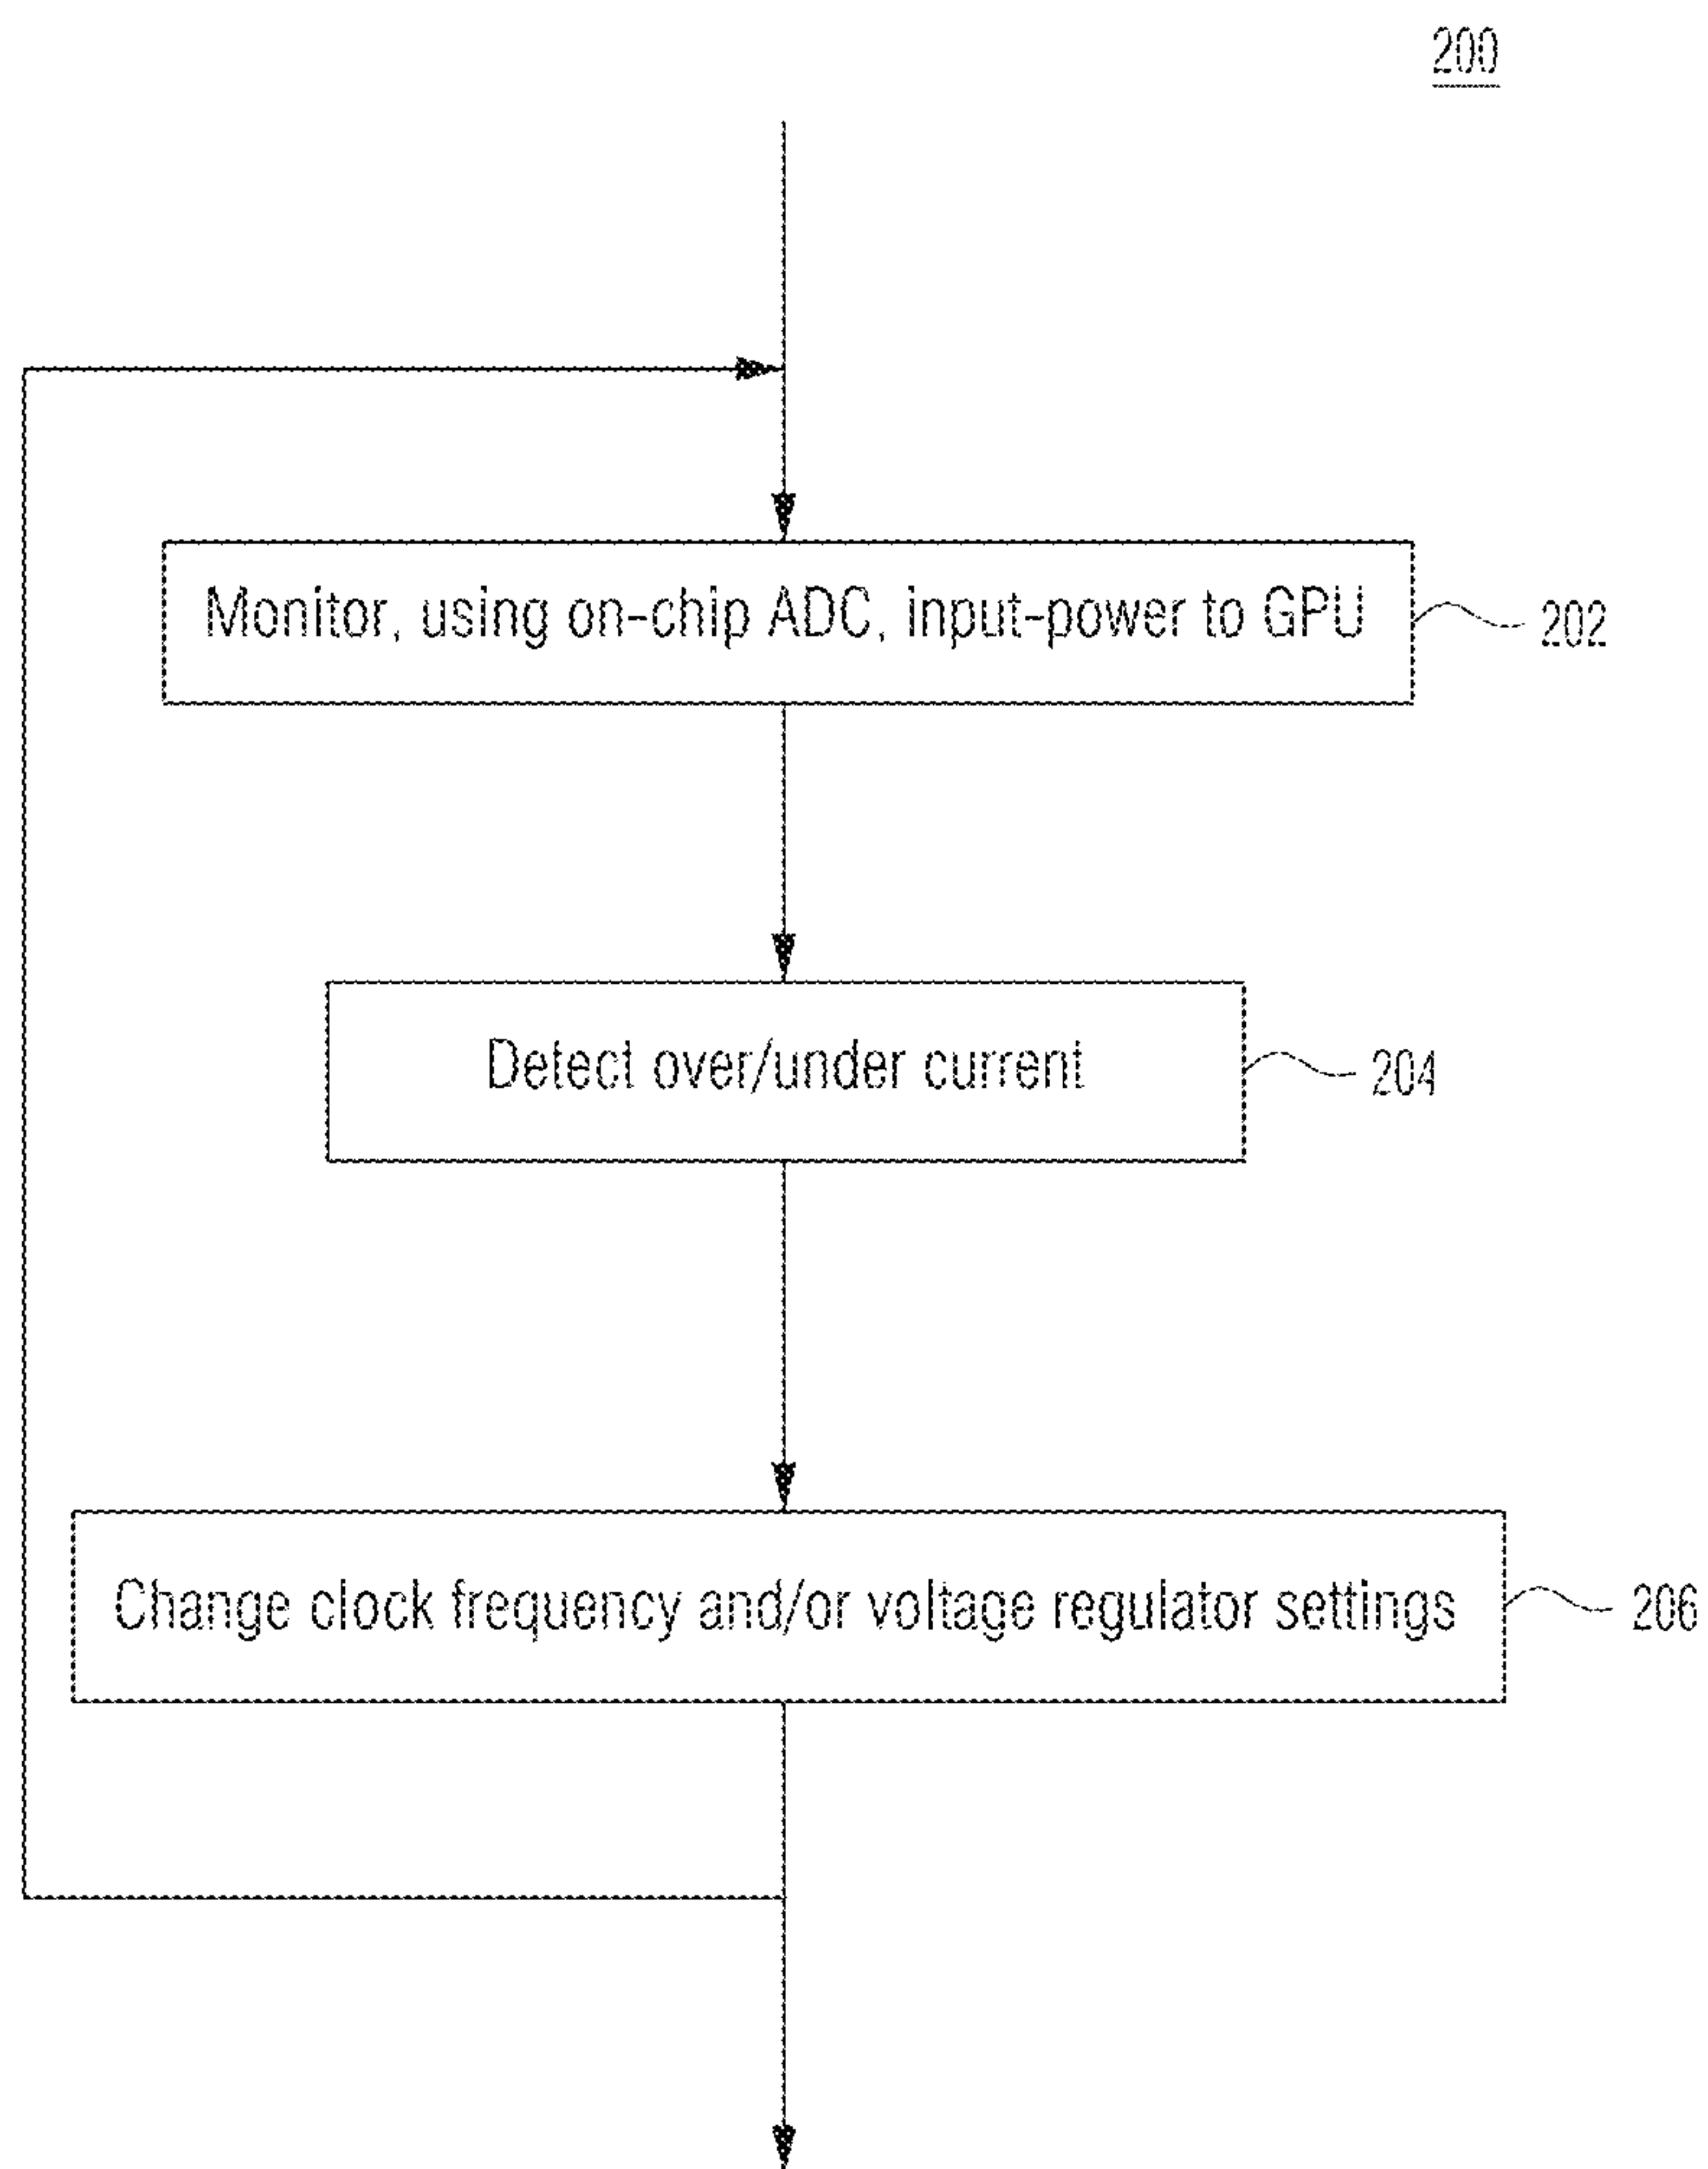 200
Monitor, using on-chip ADC, input-power to GPU
202
Detect over/under current
204
Change clock frequency and/or voltage regulator settings
206